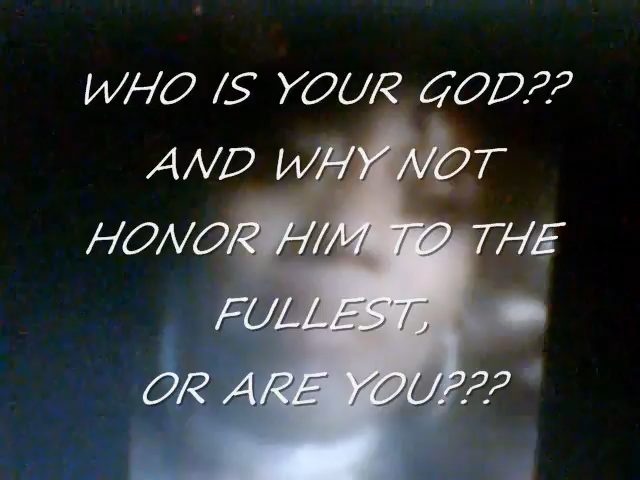 WHO IS YOUR GOD??
AND WHY NOT
HONOR HIM TO THE
FULLEST,
OR ARE YOU???